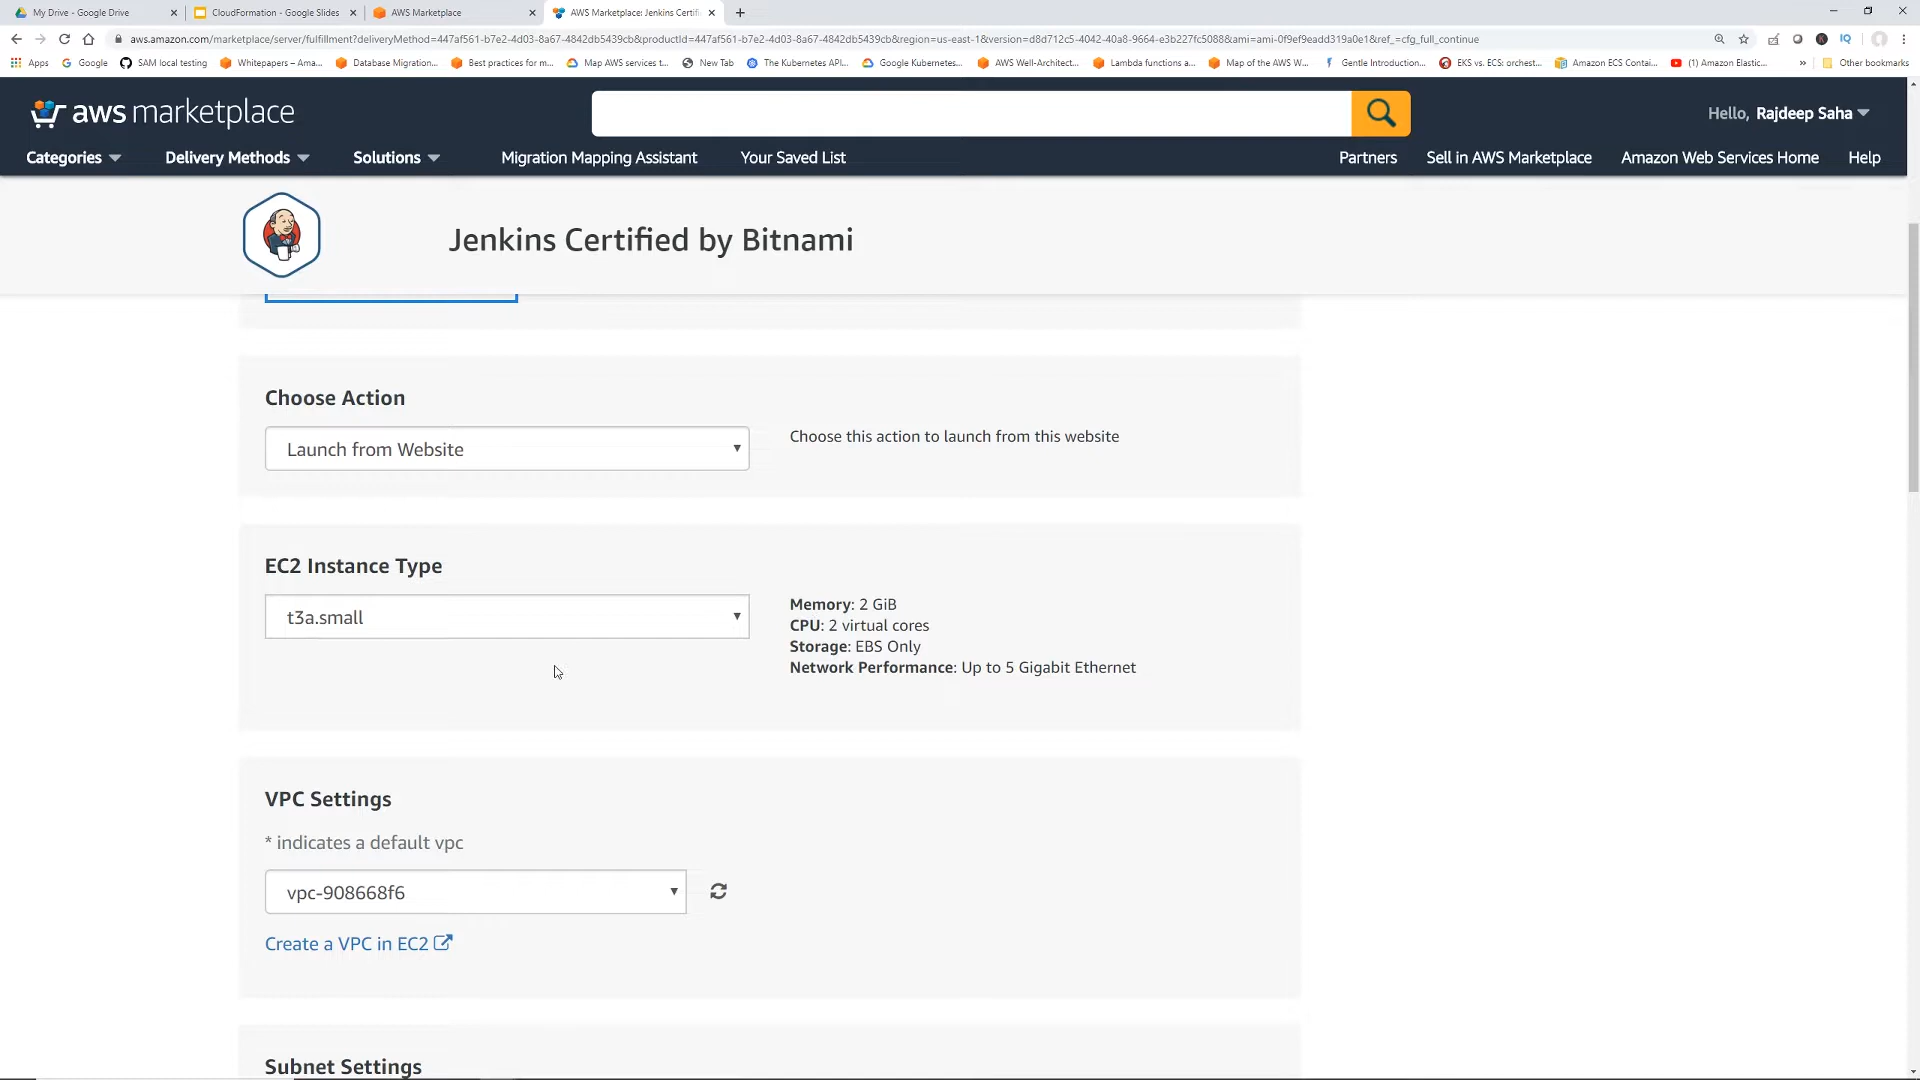 My Drive - Google Drive
CloudFormation - Google Slides
AWS Marketplace
AWS Marketplace: Jenkins Certifi
aws.amazon.com/marketplace/server/fulfillment?deliveryMethod=447af561-b7e2-4d03-8a67-4842db5439cb&productId=447af561-b7e2-4d03-8a67-4842db5439cb&region=us-east-1&version=d8d712c5-4042-40a8-9664-e3b227fc5088&ami=ami-0f9ef9eadd319a0e1&ref_=cfg_full_continue
Apps Google SAM local testing Whitepapers – Ama... Database Migration... Best practices for m... Map AWS services t... New Tab The Kubernetes API... Google Kubernetes... AWS Well-Architect... Lambda functions a... Map of the AWS W... Gentle Introduction... EKS vs. ECS: orchest... Amazon ECS Contai... (1) Amazon Elastic... » Other bookmarks
aws marketplace
Hello, Rajdeep Saha
Categories Delivery Methods Solutions Migration Mapping Assistant Your Saved List Partners Sell in AWS Marketplace Amazon Web Services Home Help
Jenkins Certified by Bitnami
Choose Action
Launch from Website
Choose this action to launch from this website
EC2 Instance Type
t3a.small
Memory: 2 GiB
CPU: 2 virtual cores
Storage: EBS Only
Network Performance: Up to 5 Gigabit Ethernet
VPC Settings
* indicates a default vpc
vpc-908668f6
Create a VPC in EC2
Subnet Settings